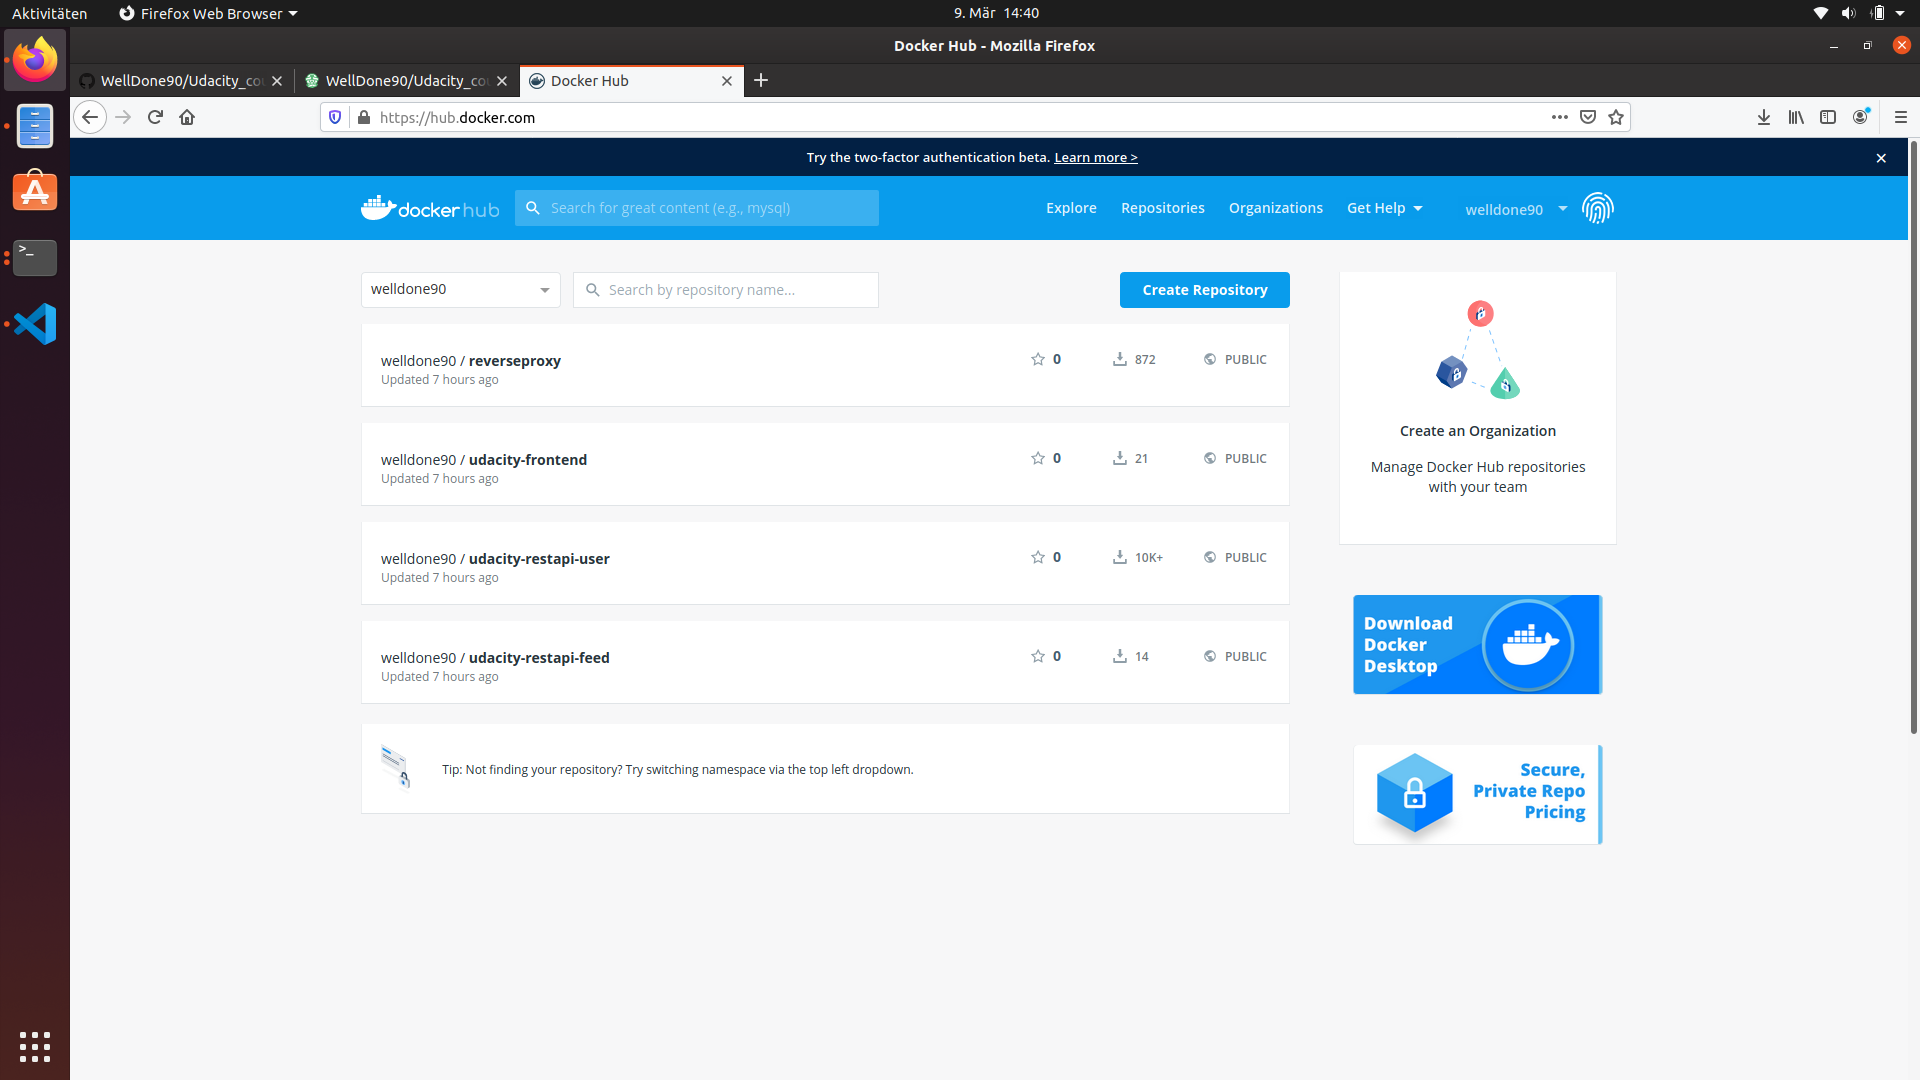 Aktivitäten
Firefox Web Browser
9. Mär 14:40
Docker Hub - Mozilla Firefox
WellDone90/Udacity_cou
WellDone90/Udacity_co
Docker Hub
https://hub.docker.com
Try the two-factor authentication beta. Learn more >
docker hub
Search for great content (e.g., mysql)
Explore
Repositories
Organizations
Get Help
welldone90
welldone90
Search by repository name...
Create Repository
welldone90 / reverseproxy
Updated 7 hours ago
0
872
PUBLIC
welldone90 / udacity-frontend
Updated 7 hours ago
0
21
PUBLIC
welldone90 / udacity-restapi-user
Updated 7 hours ago
0
10K+
PUBLIC
welldone90 / udacity-restapi-feed
Updated 7 hours ago
0
14
PUBLIC
Tip: Not finding your repository? Try switching namespace via the top left dropdown.
Create an Organization
Manage Docker Hub repositories
with your team
Download
Docker
Desktop
Secure,
Private Repo
Pricing